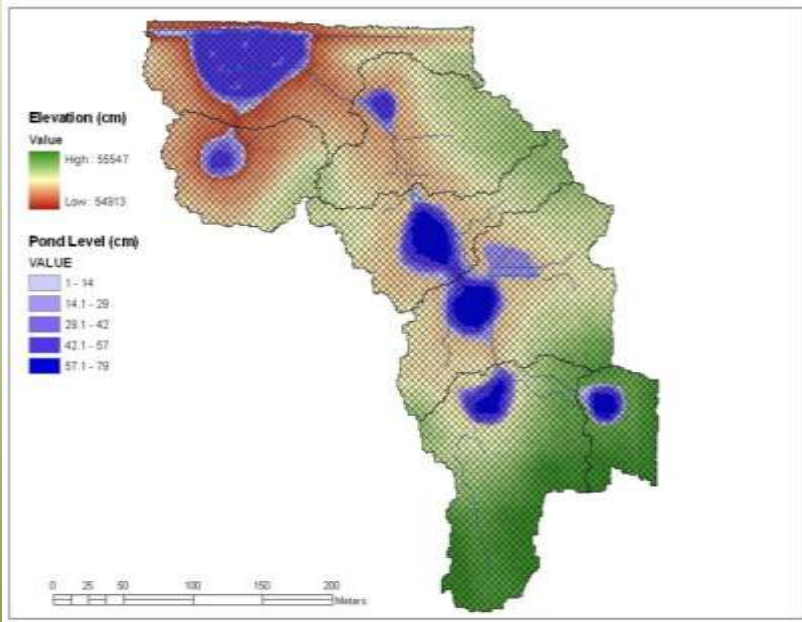 Elevation (cm)
Value
High : 55547
Low : 54913
Pond Level (cm)
VALUE
1 - 14
14.1 - 29
29.1 - 42
42.1 - 57
57.1 - 79
0 25 50 100 150 200
Meters